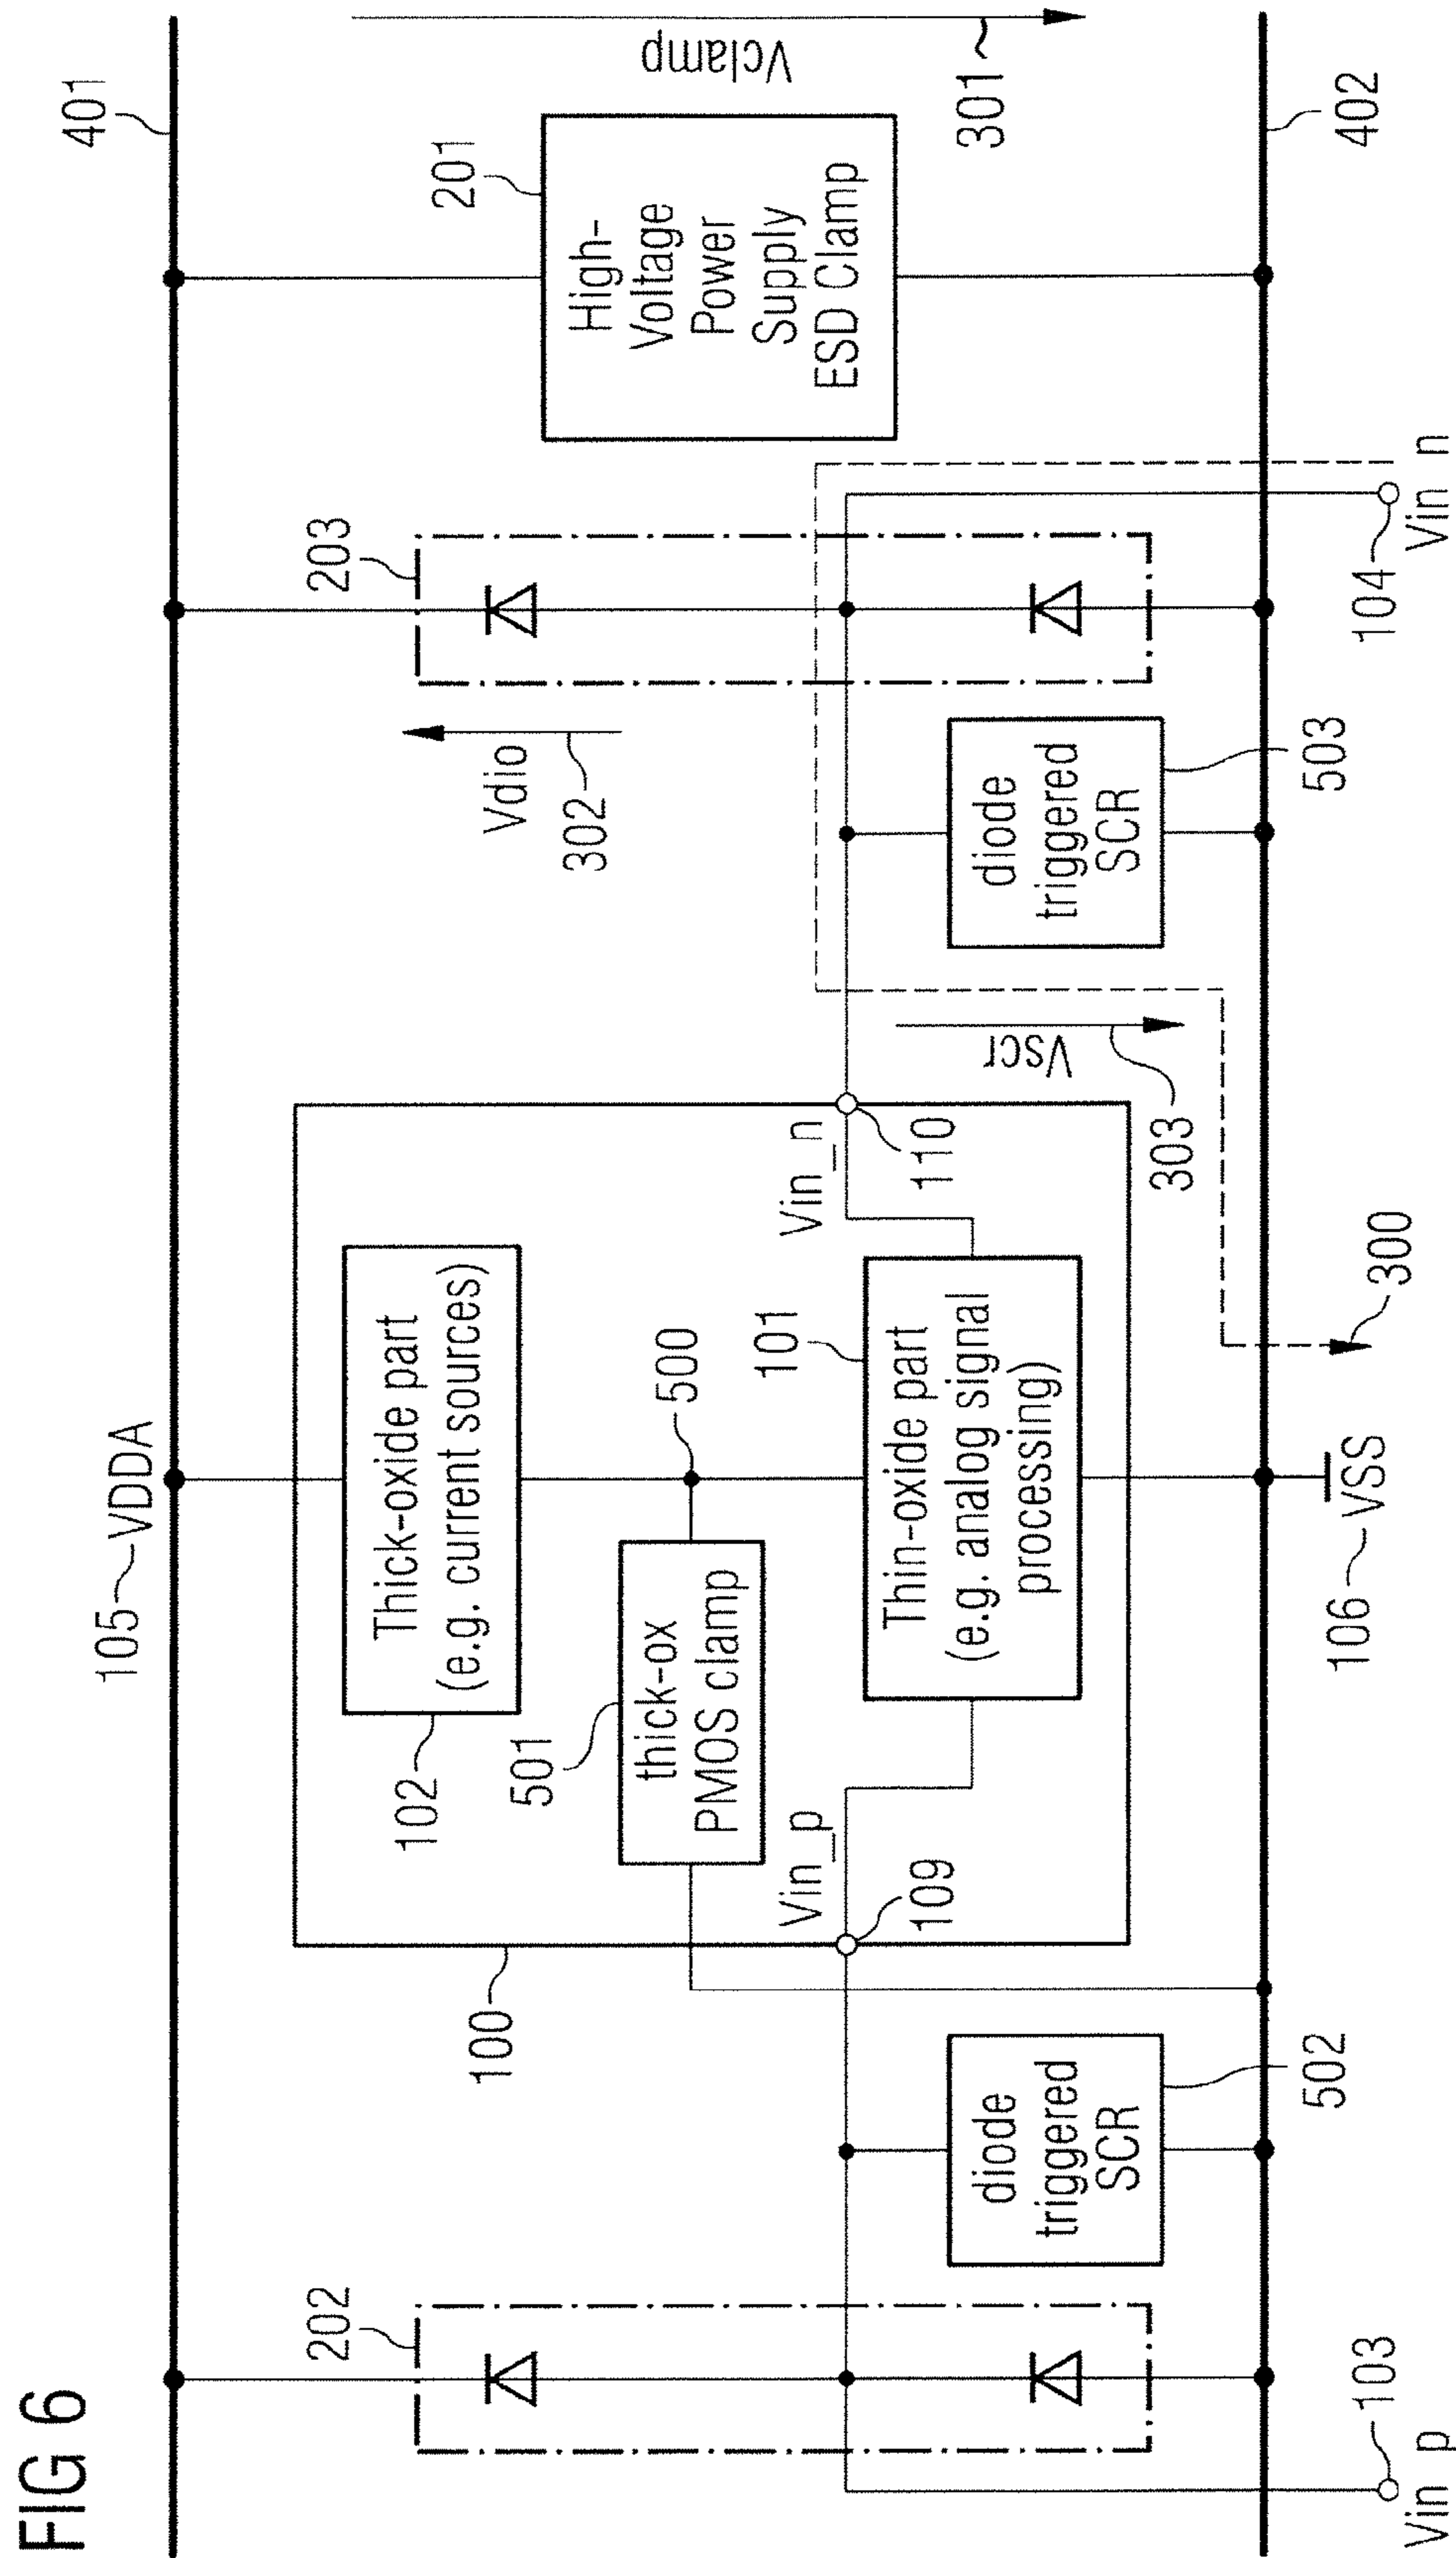 FIG 6
105 VDDA
401
202
203
201
High-
Voltage
Power
Supply
ESD Clamp
Vclamp
301
Vdio
302
102
Thick-oxide part
(e.g. current sources)
501
thick-ox
PMOS clamp
500
100
101
Thin-oxide part
(e.g. analog signal
processing)
Vin_p
109
Vin_n
110
diode
triggered
SCR
502
diode
triggered
SCR
503
Vscr
303
103
Vin_p
106 VSS
300
104
Vin_n
402